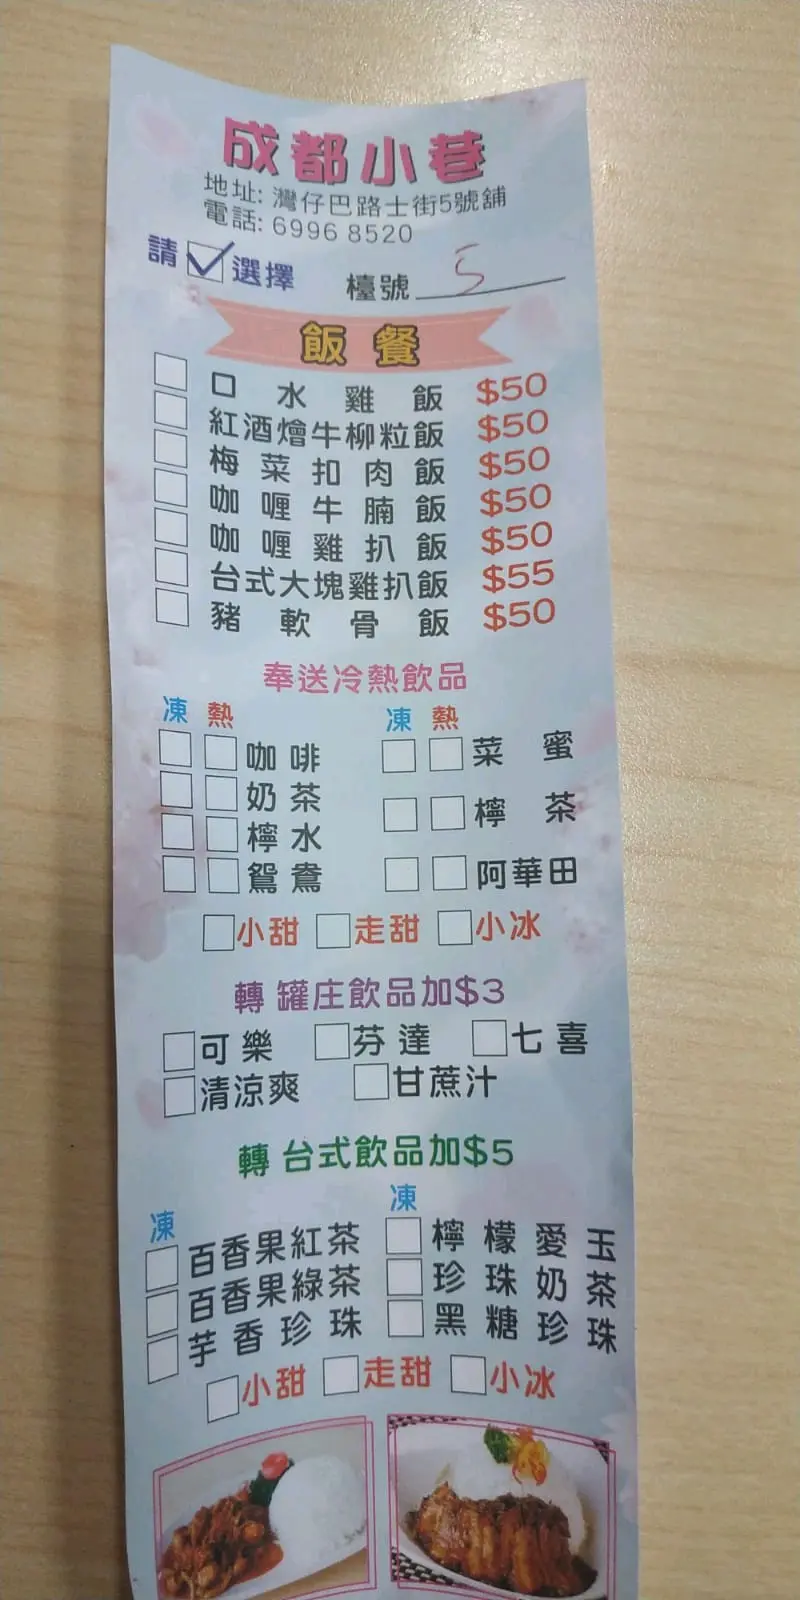 成都小巷
地址: 灣仔巴路士街5號舖
電話: 6996 8520
請 選擇 檯號 5
飯餐
口水雞飯 $50
紅酒燴牛柳粒飯 $50
梅菜扣肉飯 $50
咖喱牛腩飯 $50
咖喱雞扒飯 $50
台式大塊雞扒飯 $55
豬軟骨飯 $50
奉送冷熱飲品
凍 熱 凍 熱
咖啡 菜蜜
奶茶 檸茶
檸水
鴛鴦 阿華田
小甜 走甜 小冰
轉 罐庄飲品加$3
可樂 芬達 七喜
清涼爽 甘蔗汁
轉 台式飲品加$5
凍 凍
百香果紅茶 檸檬愛玉
百香果綠茶 珍珠奶茶
芋香珍珠 黑糖珍珠
小甜 走甜 小冰